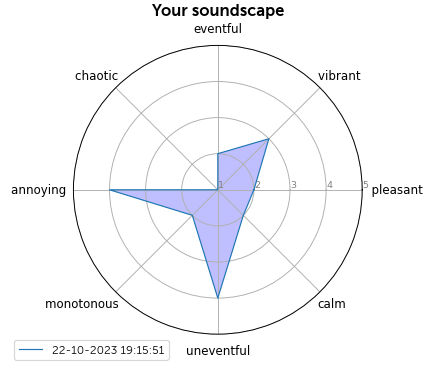 Your soundscape
eventful
chaotic
vibrant
annoying
1 2 3 4 5
pleasant
monotonous
calm
uneventful
22-10-2023 19:15:51